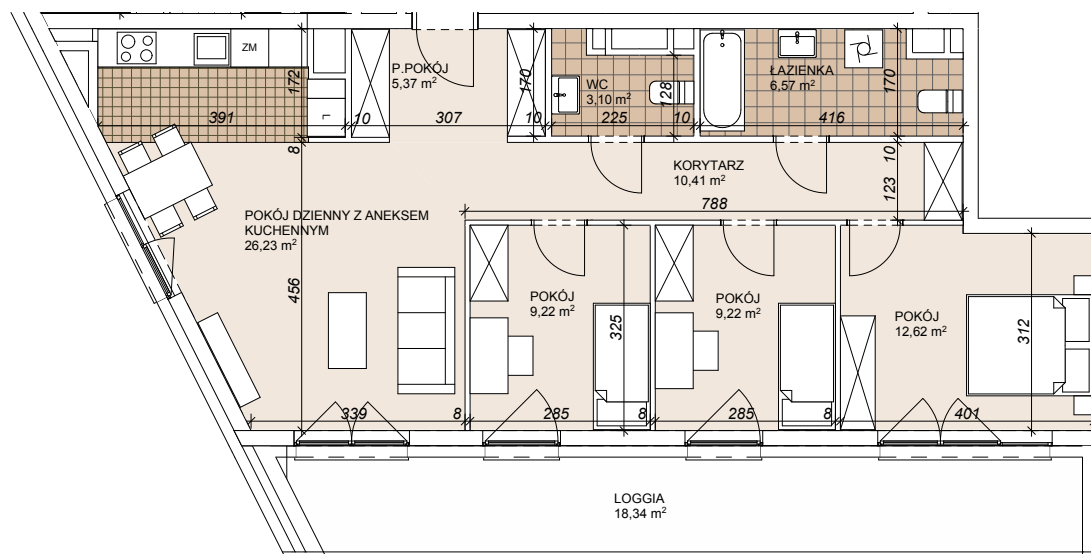 ZM
P.POKÓJ
5,37 m²
172
170
WC
3,10 m²
128
ŁAZIENKA
6,57 m²
170
L
391
10
307
10
225
10
416
8
10
KORYTARZ
10,41 m²
123
788
POKÓJ DZIENNY Z ANEKSEM
KUCHENNYM
26,23 m²
456
POKÓJ
9,22 m²
325
POKÓJ
9,22 m²
POKÓJ
12,62 m²
312
339
8
285
8
285
8
401
LOGGIA
18,34 m²